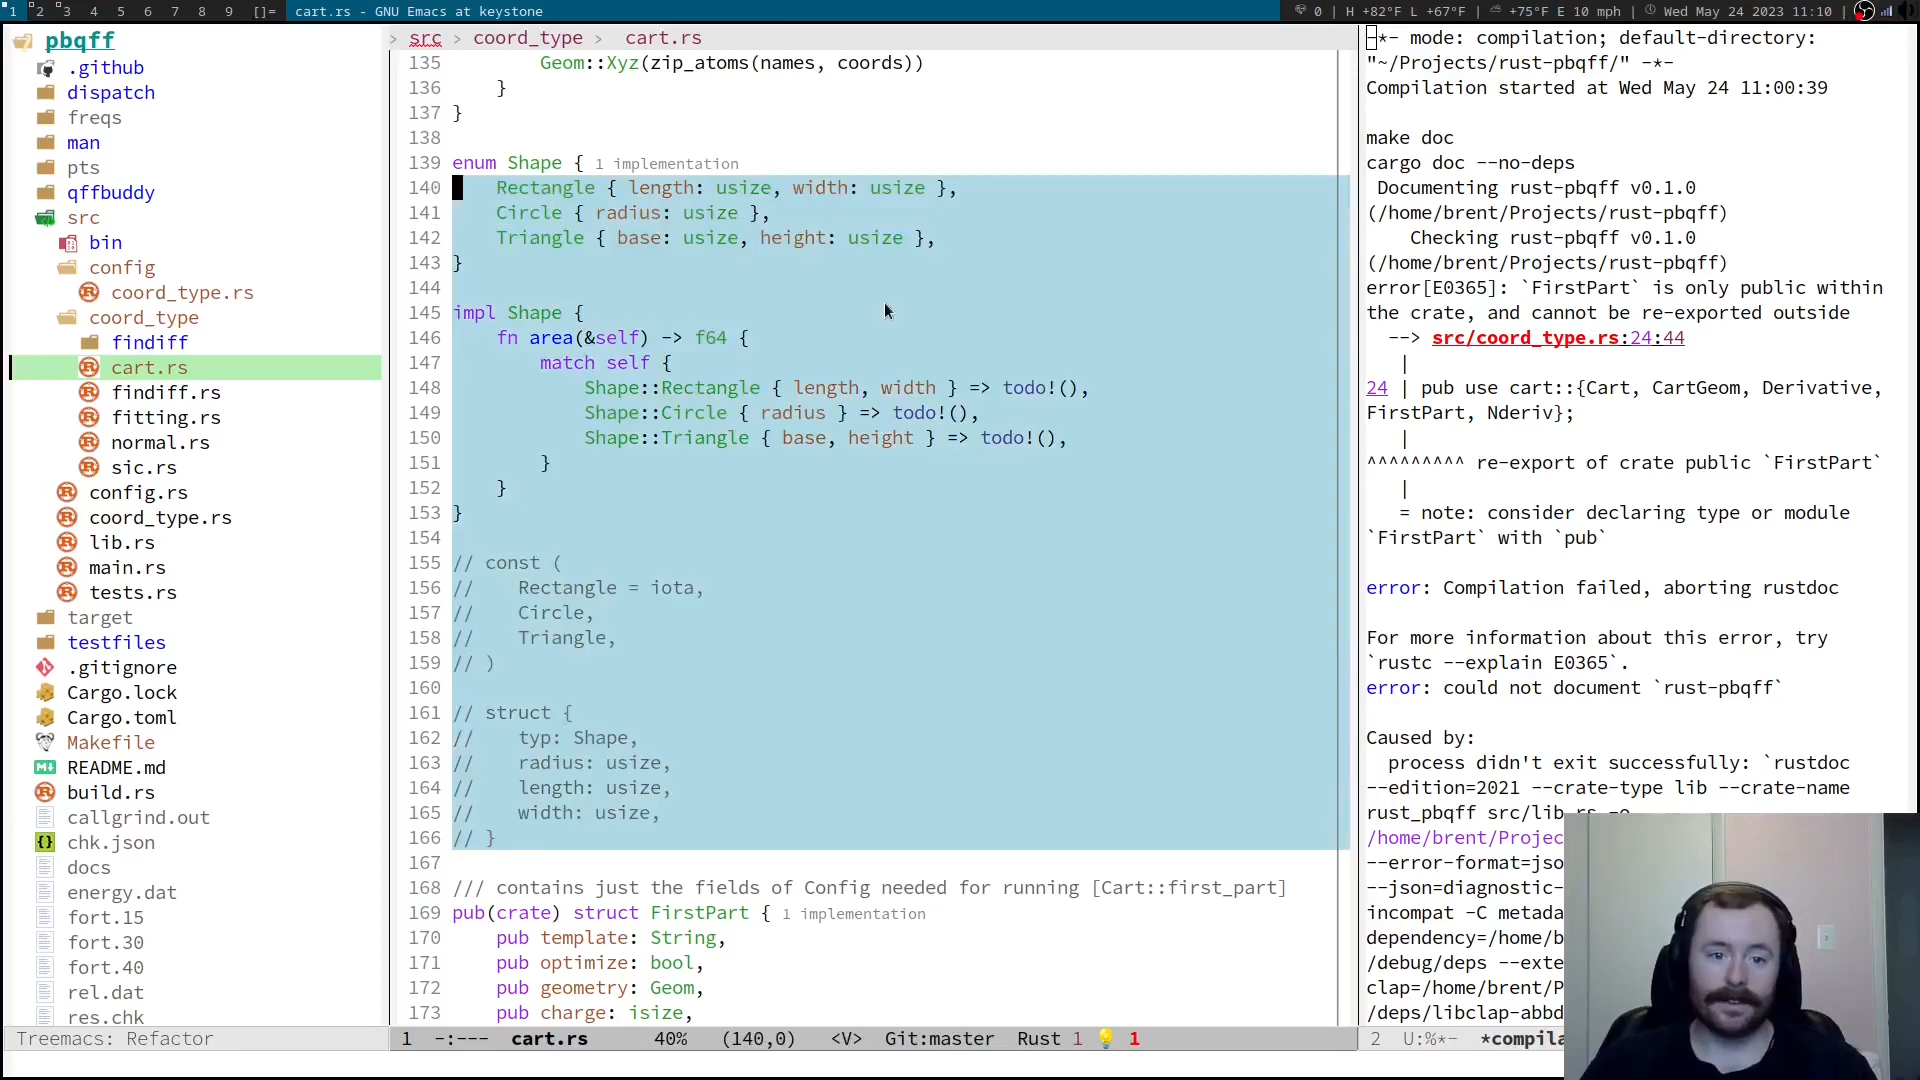 1 2 3 4 5 6 7 8 9 []= cart.rs - GNU Emacs at keystone 0 | H +82°F L +67°F | +75°F E 10 mph | Wed May 24 2023 11:10 |
pbqff
.github
dispatch
freqs
man
pts
qffbuddy
src
bin
config
coord_type.rs
coord_type
findiff
cart.rs
findiff.rs
fitting.rs
normal.rs
sic.rs
config.rs
coord_type.rs
lib.rs
main.rs
tests.rs
target
testfiles
.gitignore
Cargo.lock
Cargo.toml
Makefile
README.md
build.rs
callgrind.out
chk.json
docs
energy.dat
fort.15
fort.30
fort.40
rel.dat
res.chk
Treemacs: Refactor
> src > coord_type > cart.rs
135 Geom::Xyz(zip_atoms(names, coords))
136 }
137 }
138
139 enum Shape { 1 implementation
140 Rectangle { length: usize, width: usize },
141 Circle { radius: usize },
142 Triangle { base: usize, height: usize },
143 }
144
145 impl Shape {
146 fn area(&self) -> f64 {
147 match self {
148 Shape::Rectangle { length, width } => todo!(),
149 Shape::Circle { radius } => todo!(),
150 Shape::Triangle { base, height } => todo!(),
151 }
152 }
153 }
154
155 // const (
156 // Rectangle = iota,
157 // Circle,
158 // Triangle,
159 // )
160
161 // struct {
162 // typ: Shape,
163 // radius: usize,
164 // length: usize,
165 // width: usize,
166 // }
167
168 /// contains just the fields of Config needed for running [Cart::first_part]
169 pub(crate) struct FirstPart { 1 implementation
170 pub template: String,
171 pub optimize: bool,
172 pub geometry: Geom,
173 pub charge: isize,
1 -:--- cart.rs 40% (140,0) <V> Git:master Rust 1 1
-*- mode: compilation; default-directory:
"~/Projects/rust-pbqff/" -*-
Compilation started at Wed May 24 11:00:39
make doc
cargo doc --no-deps
Documenting rust-pbqff v0.1.0
(/home/brent/Projects/rust-pbqff)
Checking rust-pbqff v0.1.0
(/home/brent/Projects/rust-pbqff)
error[E0365]: `FirstPart` is only public within
the crate, and cannot be re-exported outside
--> src/coord_type.rs:24:44
|
24 | pub use cart::{Cart, CartGeom, Derivative,
FirstPart, Nderiv};
|
^^^^^^^^^ re-export of crate public `FirstPart`
|
= note: consider declaring type or module
`FirstPart` with `pub`
error: Compilation failed, aborting rustdoc
For more information about this error, try
`rustc --explain E0365`.
error: could not document `rust-pbqff`
Caused by:
process didn't exit successfully: `rustdoc
--edition=2021 --crate-type lib --crate-name
rust_pbqff src/lib.rs -o
/home/brent/Projec
--error-format=jso
--json=diagnostic-
incompat -C metada
dependency=/home/b
/debug/deps --exte
clap=/home/brent/P
/deps/libclap-abbd
2 U:%*- *compila